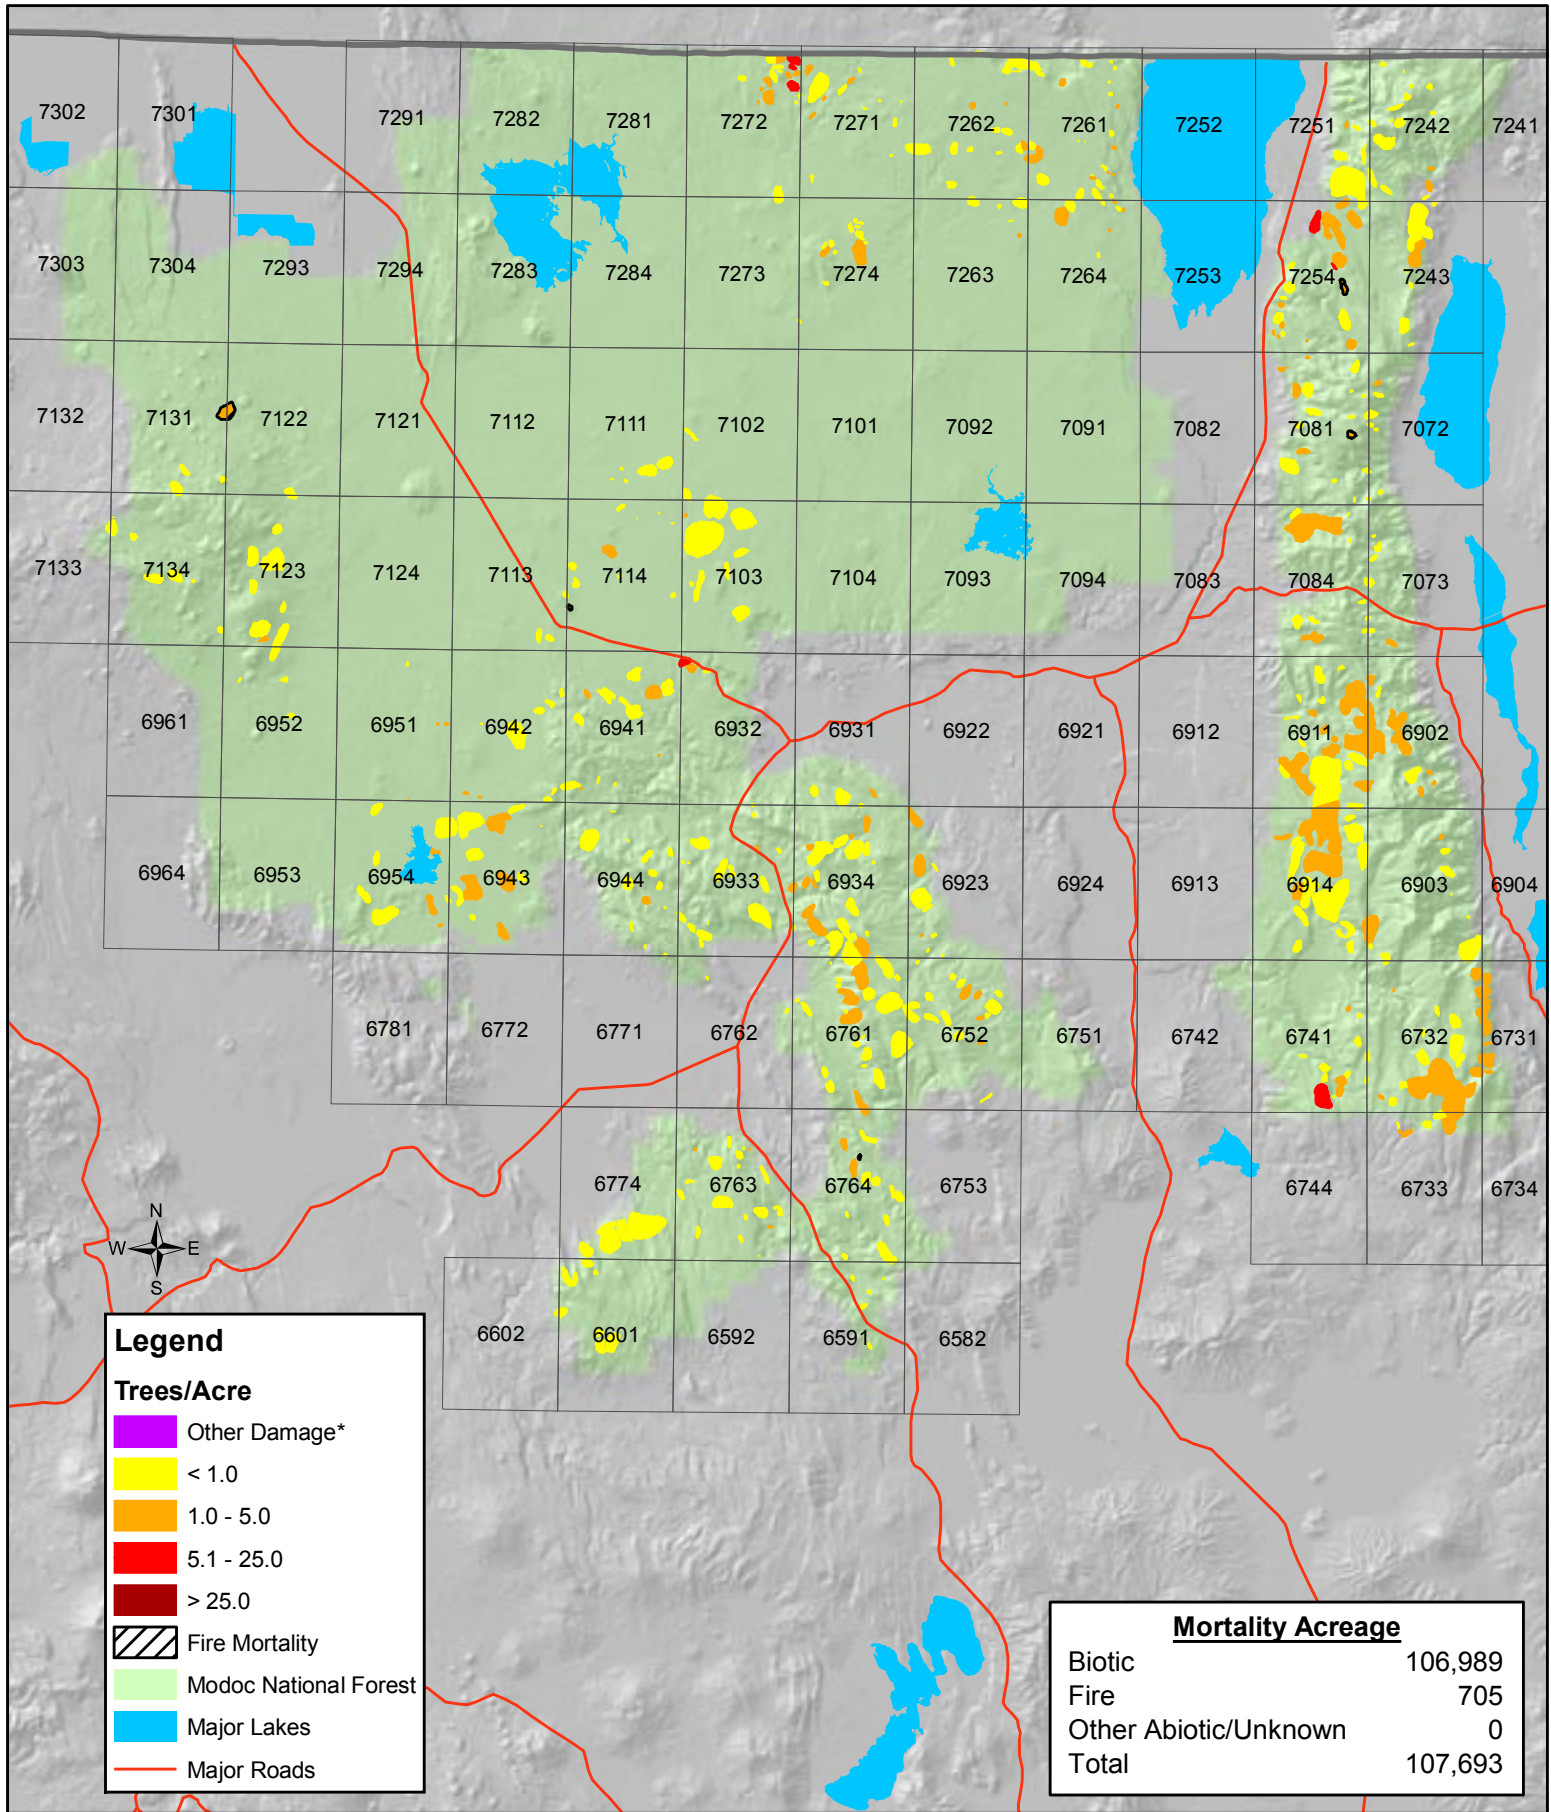 7302 7301 7291 7282 7281 7272 7271 7262 7261 7252 7251 7242 7241
7303 7304 7293 7294 7283 7284 7273 7274 7263 7264 7253 7254 7243
7132 7131 7122 7121 7112 7111 7102 7101 7092 7091 7082 7081 7072
7133 7134 7123 7124 7113 7114 7103 7104 7093 7094 7083 7084 7073
6961 6952 6951 6942 6941 6932 6931 6922 6921 6912 6911 6902
6964 6953 6954 6943 6944 6933 6934 6923 6924 6913 6914 6903 6904
6781 6772 6771 6762 6761 6752 6751 6742 6741 6732 6731
6774 6763 6764 6753 6744 6733 6734
6602 6601 6592 6591 6582
N
W E
S
Legend
Trees/Acre
Other Damage*
< 1.0
1.0 - 5.0
5.1 - 25.0
> 25.0
Fire Mortality
Modoc National Forest
Major Lakes
Major Roads
Mortality Acreage
Biotic 106,989
Fire 705
Other Abiotic/Unknown 0
Total 107,693